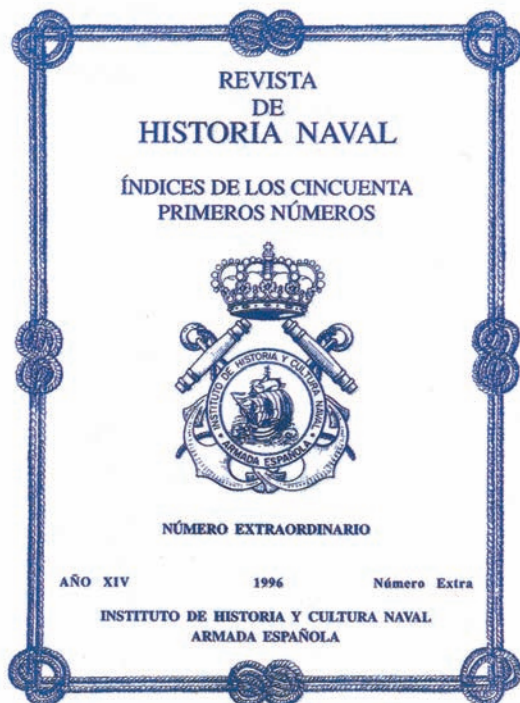 REVISTA
DE
HISTORIA NAVAL
ÍNDICES DE LOS CINCUENTA
PRIMEROS NÚMEROS
INSTITUTO DE HISTORIA Y CULTURA NAVAL
• ARMADA ESPAÑOLA •
NÚMERO EXTRAORDINARIO
AÑO XIV 1996 Número Extra
INSTITUTO DE HISTORIA Y CULTURA NAVAL
ARMADA ESPAÑOLA